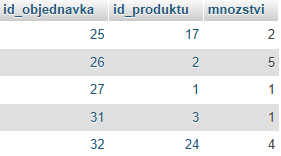 id_objednavka id_produktu mnozstvi
25 17 2
26 2 5
27 1 1
31 3 1
32 24 4